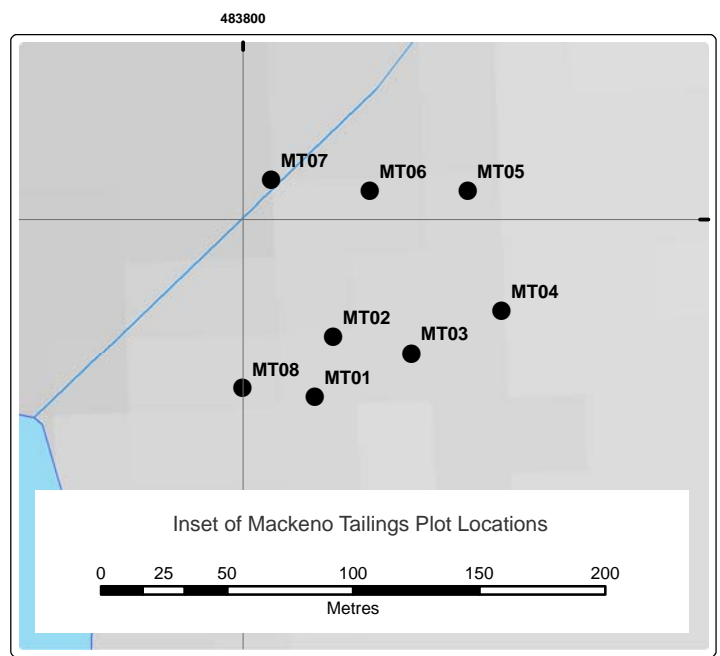 483800
MT07
MT06
MT05
MT04
MT02
MT03
MT08
MT01
Inset of Mackeno Tailings Plot Locations
0 25 50 100 150 200
Metres